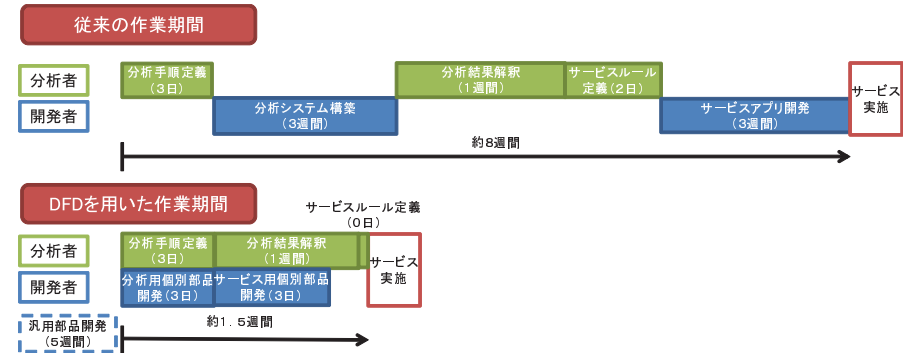 従来の作業期間
分析者
開発者
分析手順定義
(3日)
分析システム構築
(3週間)
分析結果解釈
(1週間)
サービスルール
定義(2日)
サービスアプリ開発
(3週間)
サービス
実施
約8週間
DFDを用いた作業期間
サービスルール定義
(0日)
分析者
開発者
分析手順定義
(3日)
分析結果解釈
(1週間)
分析用個別部品
開発(3日)
サービス用個別部品
開発(3日)
サービス
実施
汎用部品開発
(5週間)
約1.5週間